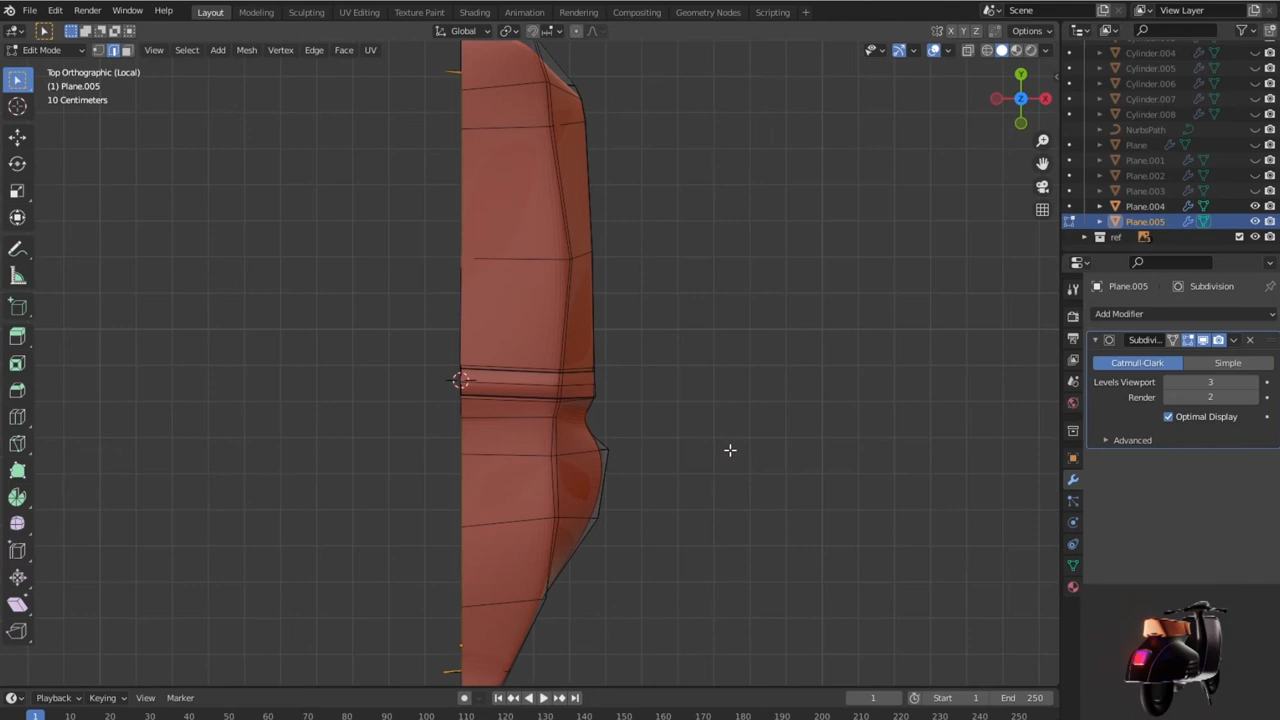 File Edit Render Window Help Layout Modeling Sculpting UV Editing Texture Paint Shading Animation Rendering Compositing Geometry Nodes Scripting + Scene View Layer
Global X Y Z Options
Edit Mode View Select Add Mesh Vertex Edge Face UV
Top Orthographic (Local)
(1) Plane.005
10 Centimeters
Y
Z X
Cylinder.004
Cylinder.005
Cylinder.006
Cylinder.007
Cylinder.008
NurbsPath
Plane
Plane.001
Plane.002
Plane.003
Plane.004
Plane.005
ref
Plane.005 Subdivision
Add Modifier
Subdivi...
Catmull-Clark Simple
Levels Viewport 3
Render 2
Optimal Display
Advanced
Playback Keying View Marker 1 Start 1 End 250
1 10 20 30 40 50 60 70 80 90 100 110 120 130 140 150 160 170 180 190 200 210 220 230 240 250